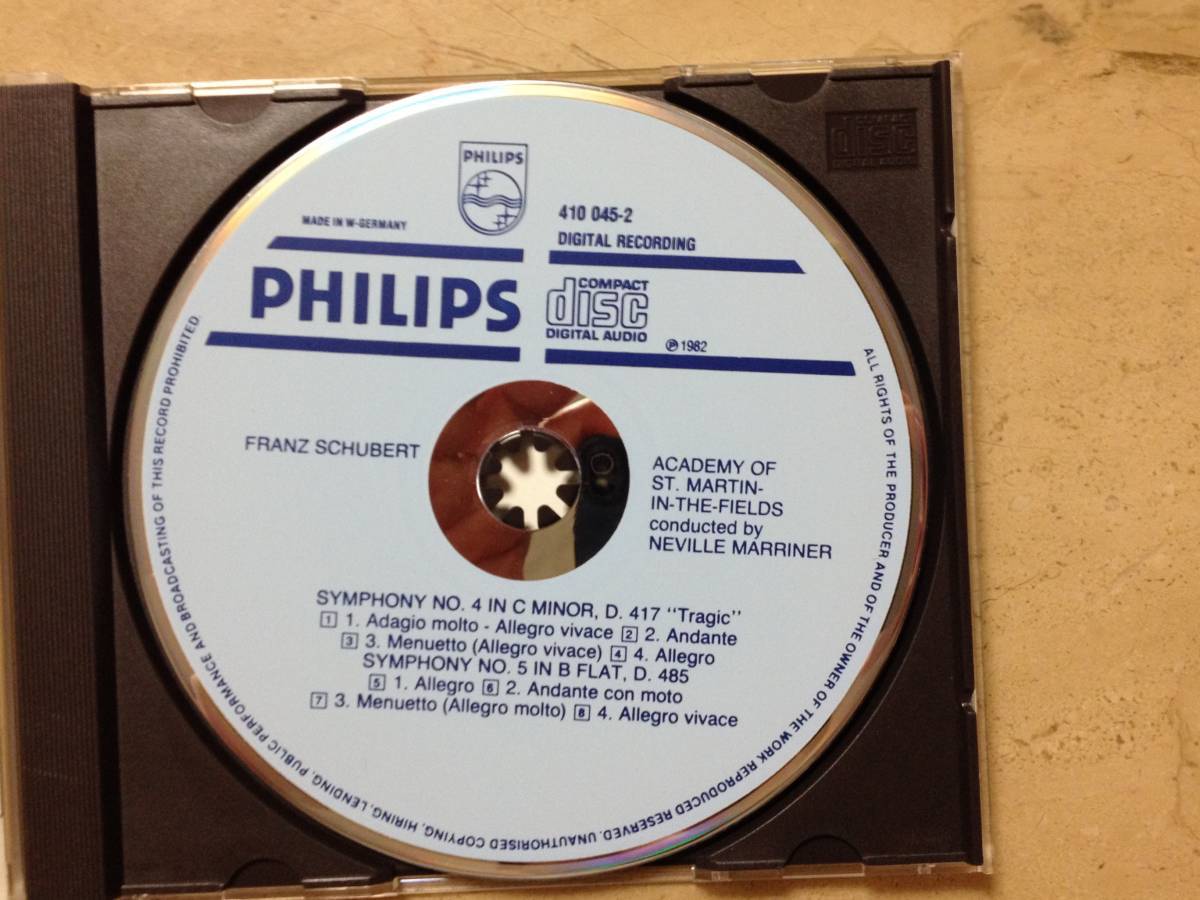 PHILIPS
MADE IN W-GERMANY
410 045-2
DIGITAL RECORDING
PHILIPS
COMPACT
disc
DIGITAL AUDIO
℗ 1982
FRANZ SCHUBERT
ACADEMY OF
ST. MARTIN-
IN-THE-FIELDS
conducted by
NEVILLE MARRINER
SYMPHONY NO. 4 IN C MINOR, D. 417 "Tragic"
1 1. Adagio molto - Allegro vivace 2 2. Andante
3 3. Menuetto (Allegro vivace) 4 4. Allegro
SYMPHONY NO. 5 IN B FLAT, D. 485
5 1. Allegro 6 2. Andante con moto
7 3. Menuetto (Allegro molto) 8 4. Allegro vivace
ALL RIGHTS OF THE PRODUCER AND OF THE OWNER OF THE WORK REPRODUCED RESERVED. UNAUTHORISED COPYING, HIRING, LENDING, PUBLIC PERFORMANCE AND BROADCASTING OF THIS RECORD PROHIBITED.
COMPACT
disc
DIGITAL AUDIO